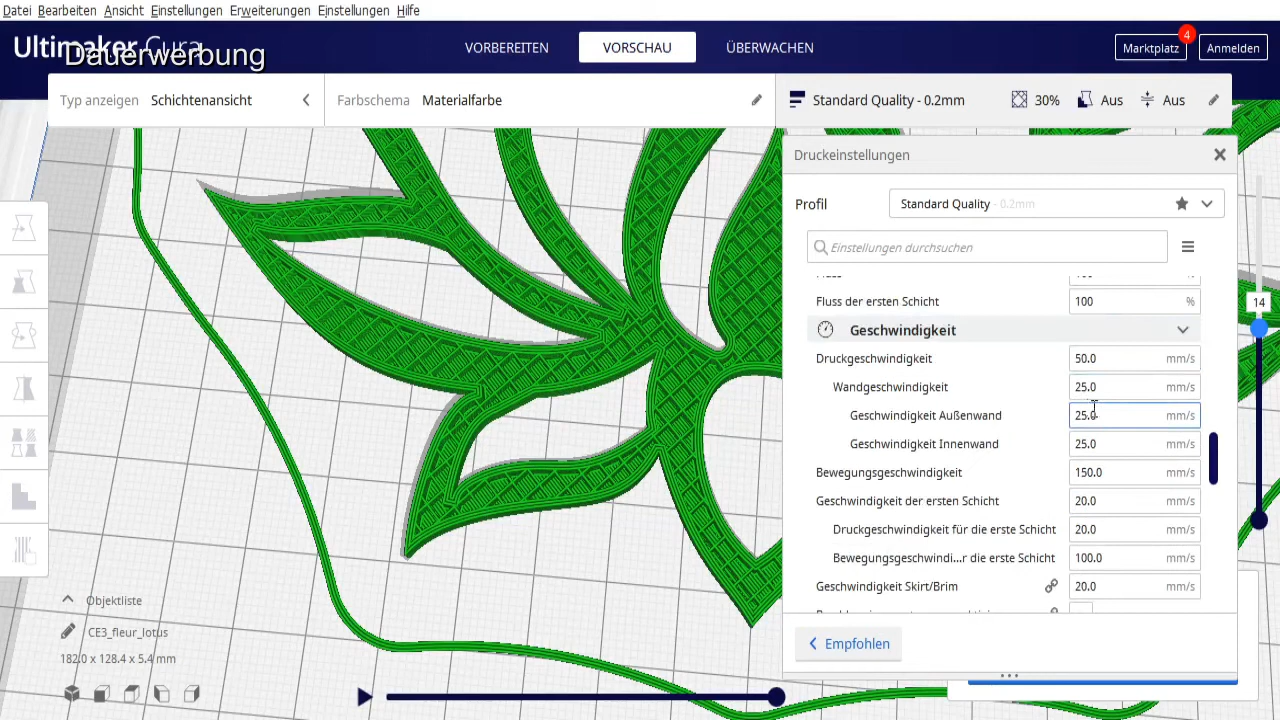 Datei Bearbeiten Ansicht Einstellungen Erweiterungen Einstellungen Hilfe
Ultimaker Cura
Dauerwerbung
VORBEREITEN VORSCHAU ÜBERWACHEN
Marktplatz 4 Anmelden
Typ anzeigen Schichtenansicht Farbschema Materialfarbe Standard Quality - 0.2mm 30% Aus Aus
Druckeinstellungen
Profil Standard Quality - 0.2mm
Einstellungen durchsuchen
Fluss der ersten Schicht 100 %
14
Geschwindigkeit
Druckgeschwindigkeit 50.0 mm/s
Wandgeschwindigkeit 25.0 mm/s
Geschwindigkeit Außenwand 25.0 mm/s
Geschwindigkeit Innenwand 25.0 mm/s
Bewegungsgeschwindigkeit 150.0 mm/s
Geschwindigkeit der ersten Schicht 20.0 mm/s
Druckgeschwindigkeit für die erste Schicht 20.0 mm/s
Bewegungsgeschwindi...r die erste Schicht 100.0 mm/s
Geschwindigkeit Skirt/Brim 20.0 mm/s
Empfohlen
Objektliste
CE3_fleur_lotus
182.0 x 128.4 x 5.4 mm